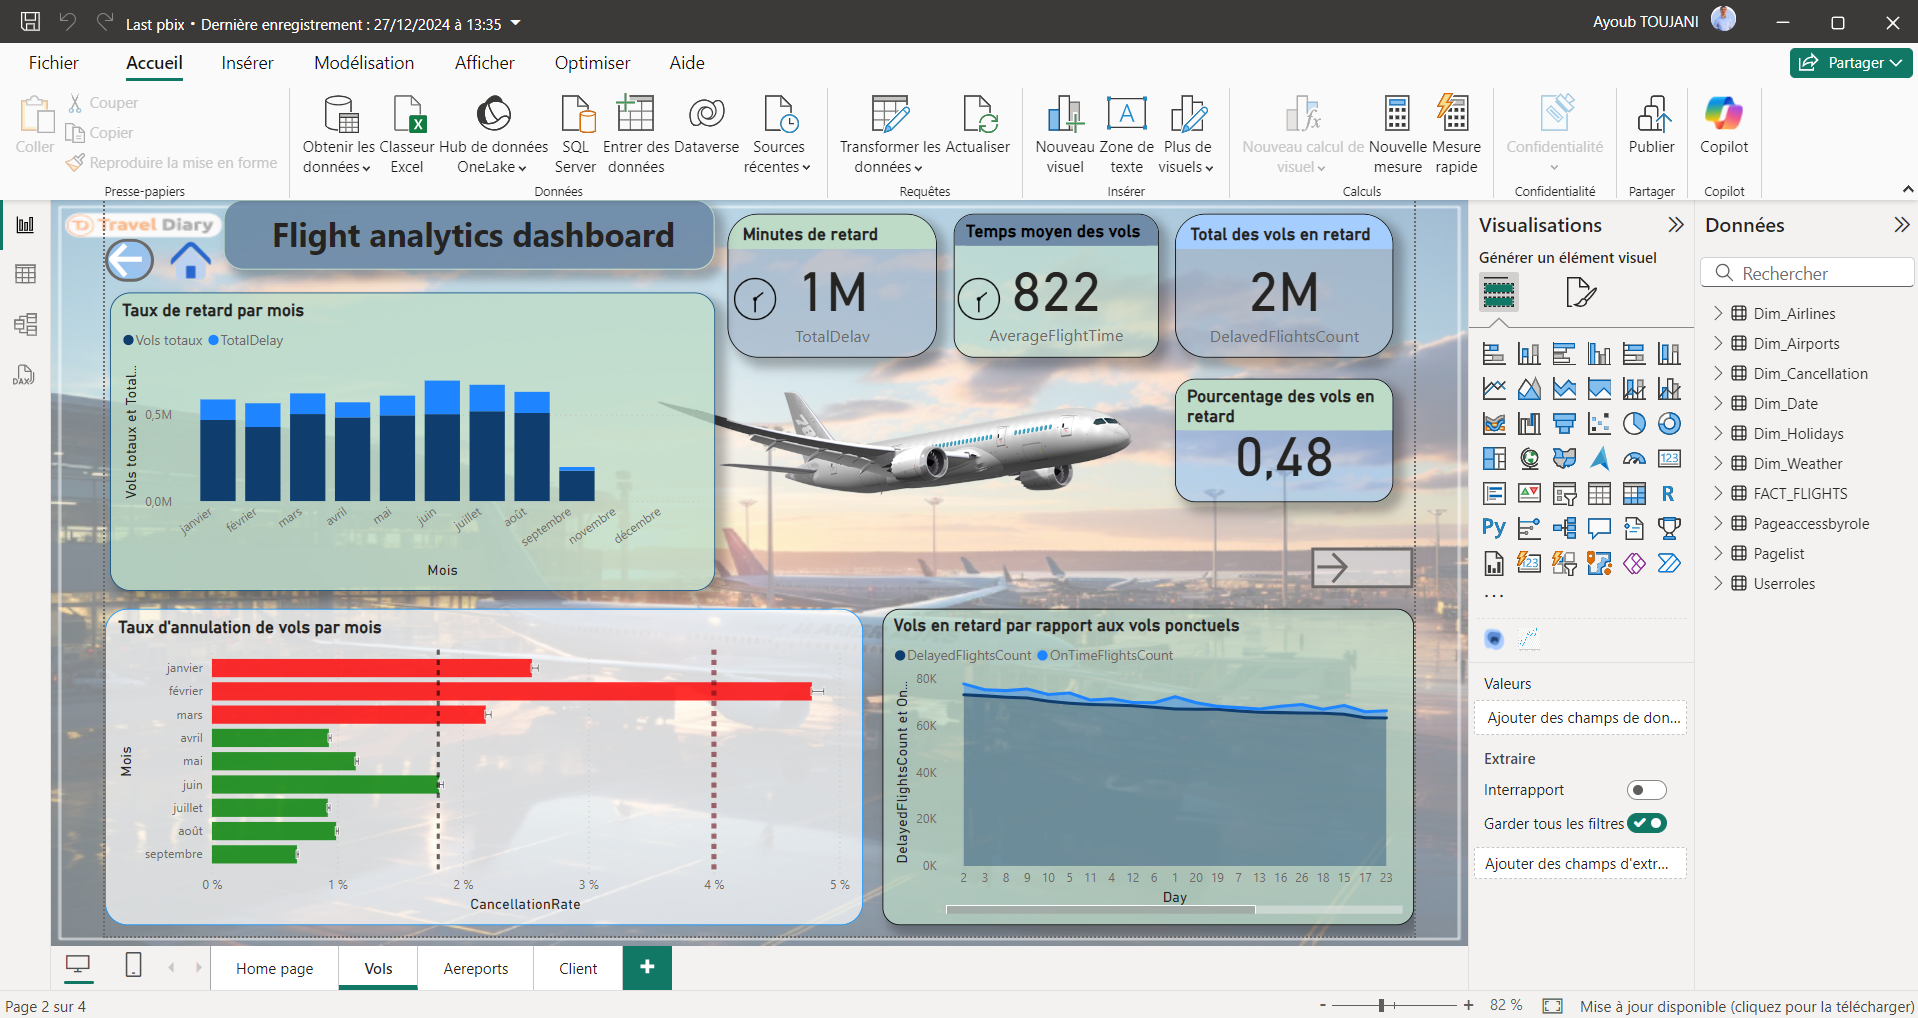 Last pbix • Dernière enregistrement : 27/12/2024 à 13:35
Ayoub TOUJANI
Fichier
Accueil
Insérer
Modélisation
Afficher
Optimiser
Aide
Partager
Coller
Couper
Copier
Reproduire la mise en forme
Presse-papiers
Obtenir les
données
Classeur
Excel
Hub de données
OneLake
SQL
Server
Entrer des
données
Dataverse
Sources
récentes
Données
Transformer les
données
Actualiser
Requêtes
Nouveau
visuel
Zone de
texte
Plus de
visuels
Insérer
Nouveau calcul de
visuel
Nouvelle
mesure
Mesure
rapide
Calculs
Confidentialité
Confidentialité
Publier
Partager
Copilot
Copilot
DAX
TD Travel Diary
Flight analytics dashboard
Minutes de retard
1M
TotalDelay
Temps moyen des vols
822
AverageFlightTime
Total des vols en retard
2M
DelayedFlightsCount
Pourcentage des vols en
retard
0,48
787
Taux de retard par mois
Vols totaux
TotalDelay
Vols totaux et Total...
0,5M
0,0M
janvier
février
mars
avril
mai
juin
juillet
août
septembre
novembre
décembre
Mois
Taux d'annulation de vols par mois
Mois
janvier
février
mars
avril
mai
juin
juillet
août
septembre
0 %
1 %
2 %
3 %
4 %
5 %
CancellationRate
Vols en retard par rapport aux vols ponctuels
DelayedFlightsCount
OnTimeFlightsCount
DelayedFlightsCount et On...
80K
60K
40K
20K
0K
2 3 8 9 10 5 11 4 12 6 1 20 19 7 13 16 26 18 15 17 23
Day
Visualisations
Générer un élément visuel
123
R
Py
123
...
Valeurs
Ajouter des champs de don...
Extraire
Interrapport
Garder tous les filtres
Ajouter des champs d'extr...
Données
Rechercher
Dim_Airlines
Dim_Airports
Dim_Cancellation
Dim_Date
Dim_Holidays
Dim_Weather
FACT_FLIGHTS
Pageaccessbyrole
Pagelist
Userroles
Home page
Vols
Aereports
Client
+
Page 2 sur 4
- + 82 %
Mise à jour disponible (cliquez pour la télécharger)